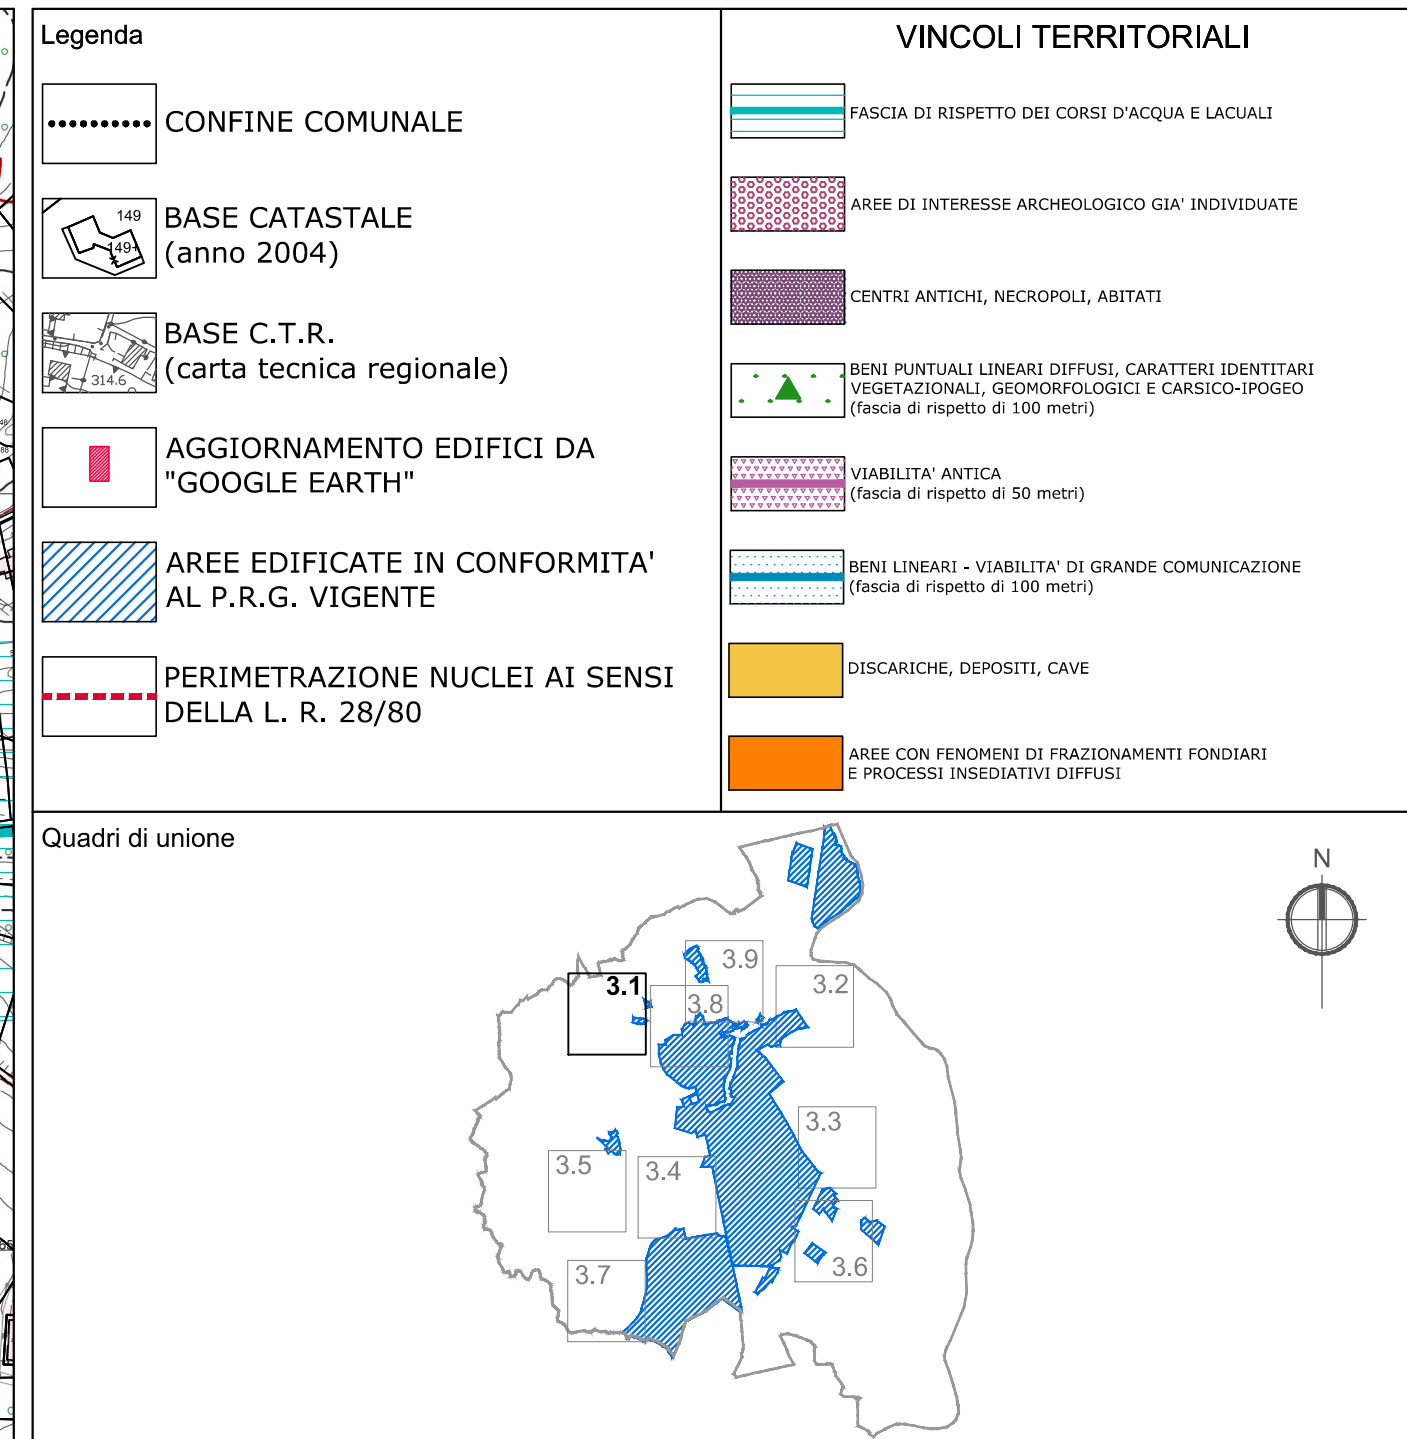 Legenda
CONFINE COMUNALE
149
149+
BASE CATASTALE
(anno 2004)
314.6
BASE C.T.R.
(carta tecnica regionale)
AGGIORNAMENTO EDIFICI DA
"GOOGLE EARTH"
AREE EDIFICATE IN CONFORMITA'
AL P.R.G. VIGENTE
PERIMETRAZIONE NUCLEI AI SENSI
DELLA L. R. 28/80
VINCOLI TERRITORIALI
FASCIA DI RISPETTO DEI CORSI D'ACQUA E LACUALI
AREE DI INTERESSE ARCHEOLOGICO GIA' INDIVIDUATE
CENTRI ANTICHI, NECROPOLI, ABITATI
BENI PUNTUALI LINEARI DIFFUSI, CARATTERI IDENTITARI
VEGETAZIONALI, GEOMORFOLOGICI E CARSICO-IPOGEO
(fascia di rispetto di 100 metri)
VIABILITA' ANTICA
(fascia di rispetto di 50 metri)
BENI LINEARI - VIABILITA' DI GRANDE COMUNICAZIONE
(fascia di rispetto di 100 metri)
DISCARICHE, DEPOSITI, CAVE
AREE CON FENOMENI DI FRAZIONAMENTI FONDIARI
E PROCESSI INSEDIATIVI DIFFUSI
Quadri di unione
N
3.9
3.1
3.2
3.8
3.3
3.5
3.4
3.6
3.7